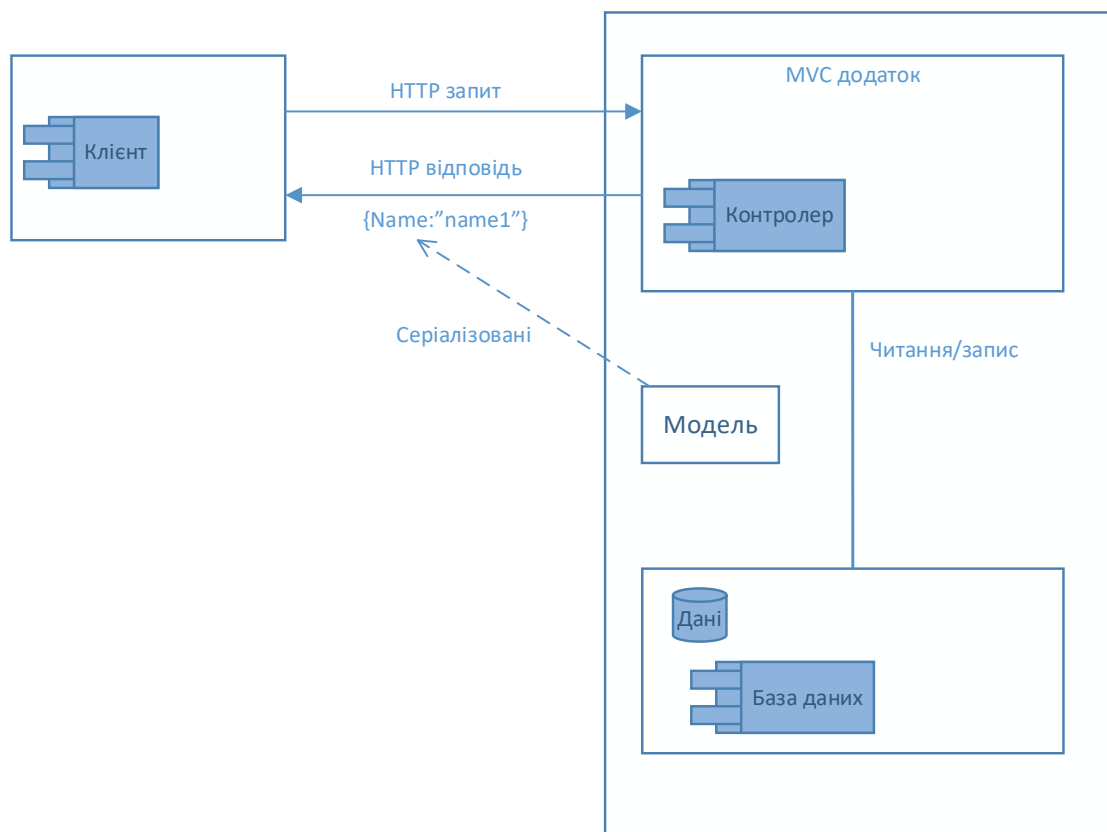 MVC додаток
HTTP запит
Клієнт
HTTP відповідь
Контролер
{Name:”name1”}
Серіалізовані
Читання/запис
Модель
Дані
База даних